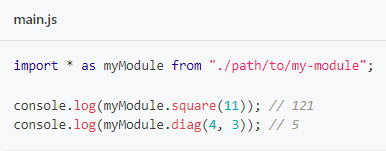 main.js
import * as myModule from "./path/to/my-module";
console.log(myModule.square(11)); // 121
console.log(myModule.diag(4, 3)); // 5